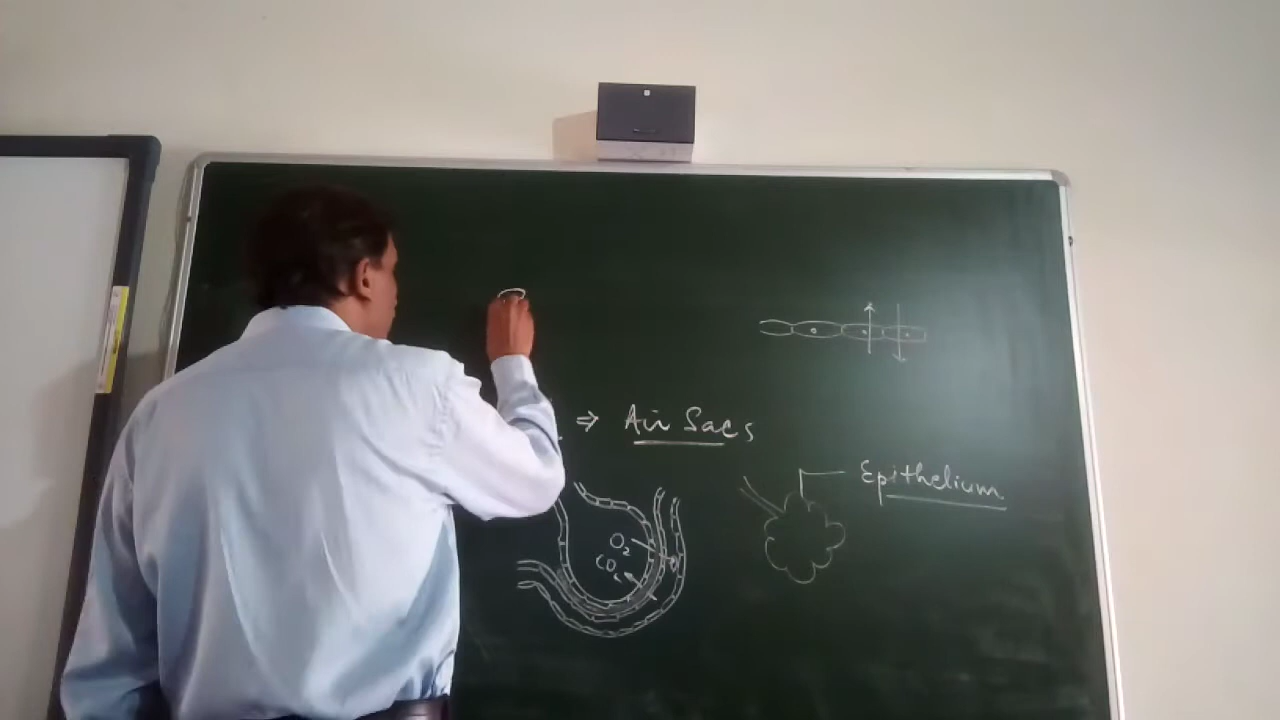 ⇒ Air Sacs
Epithelium
O₂
CO₂